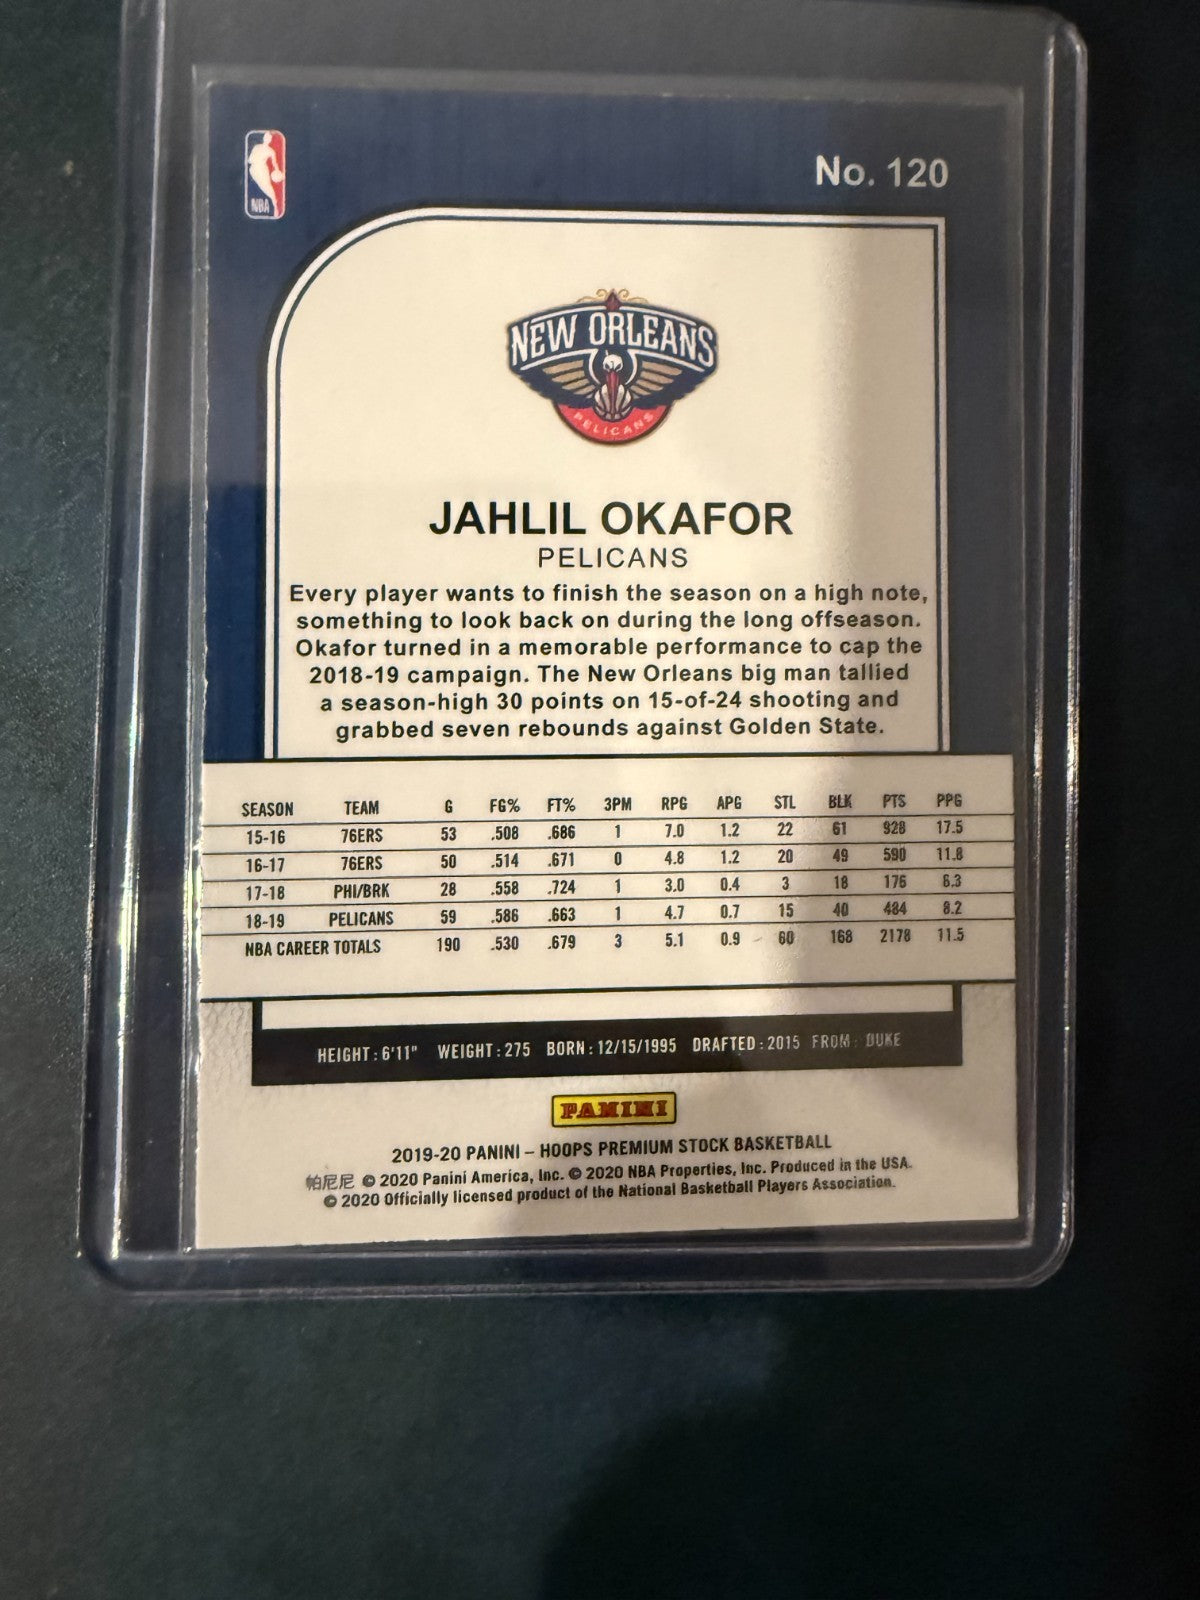 NBA
No. 120
NEW ORLEANS
PELICANS
JAHLIL OKAFOR
PELICANS
Every player wants to finish the season on a high note,
something to look back on during the long offseason.
Okafor turned in a memorable performance to cap the
2018-19 campaign. The New Orleans big man tallied
a season-high 30 points on 15-of-24 shooting and
grabbed seven rebounds against Golden State.
SEASON TEAM G FG% FT% 3PM RPG APG STL BLK PTS PPG
15-16 76ERS 53 .508 .686 1 7.0 1.2 22 61 928 17.5
16-17 76ERS 50 .514 .671 0 4.8 1.2 20 49 590 11.8
17-18 PHI/BRK 28 .558 .724 1 3.0 0.4 3 18 176 6.3
18-19 PELICANS 59 .586 .663 1 4.7 0.7 15 40 484 8.2
NBA CAREER TOTALS 190 .530 .679 3 5.1 0.9 60 168 2178 11.5
HEIGHT: 6'11" WEIGHT: 275 BORN: 12/15/1995 DRAFTED: 2015 FROM: DUKE
PANINI
2019-20 PANINI – HOOPS PREMIUM STOCK BASKETBALL
帕尼尼 © 2020 Panini America, Inc. © 2020 NBA Properties, Inc. Produced in the USA.
© 2020 Officially licensed product of the National Basketball Players Association.